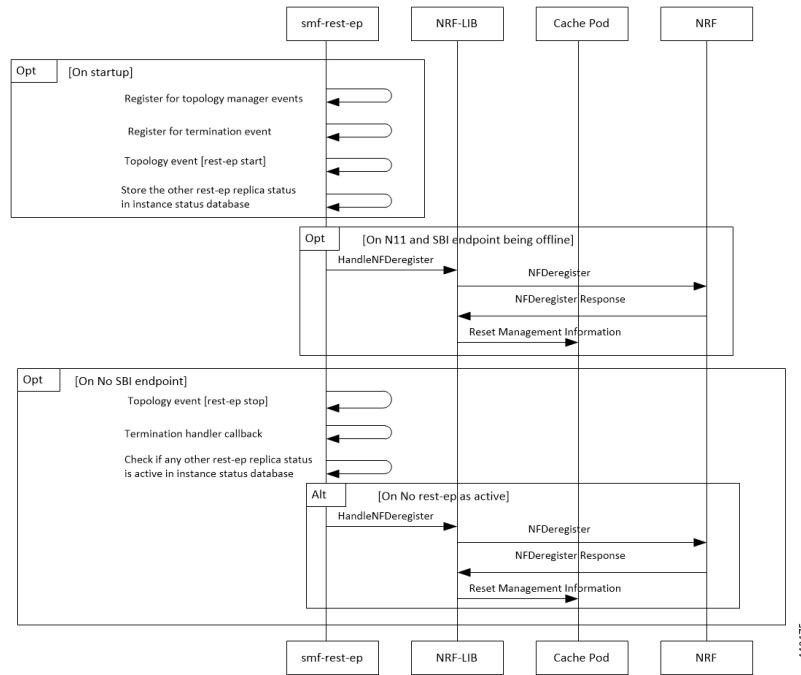 smf-rest-ep
NRF-LIB
Cache Pod
NRF
Opt
[On startup]
Register for topology manager events
Register for termination event
Topology event [rest-ep start]
Store the other rest-ep replica status
in instance status database
Opt
[On N11 and SBI endpoint being offline]
HandleNFDeregister
NFDeregister
NFDeregister Response
Reset Management Information
Opt
[On No SBI endpoint]
Topology event [rest-ep stop]
Termination handler callback
Check if any other rest-ep replica status
is active in instance status database
Alt
[On No rest-ep as active]
HandleNFDeregister
NFDeregister
NFDeregister Response
Reset Management Information
smf-rest-ep
NRF-LIB
Cache Pod
NRF